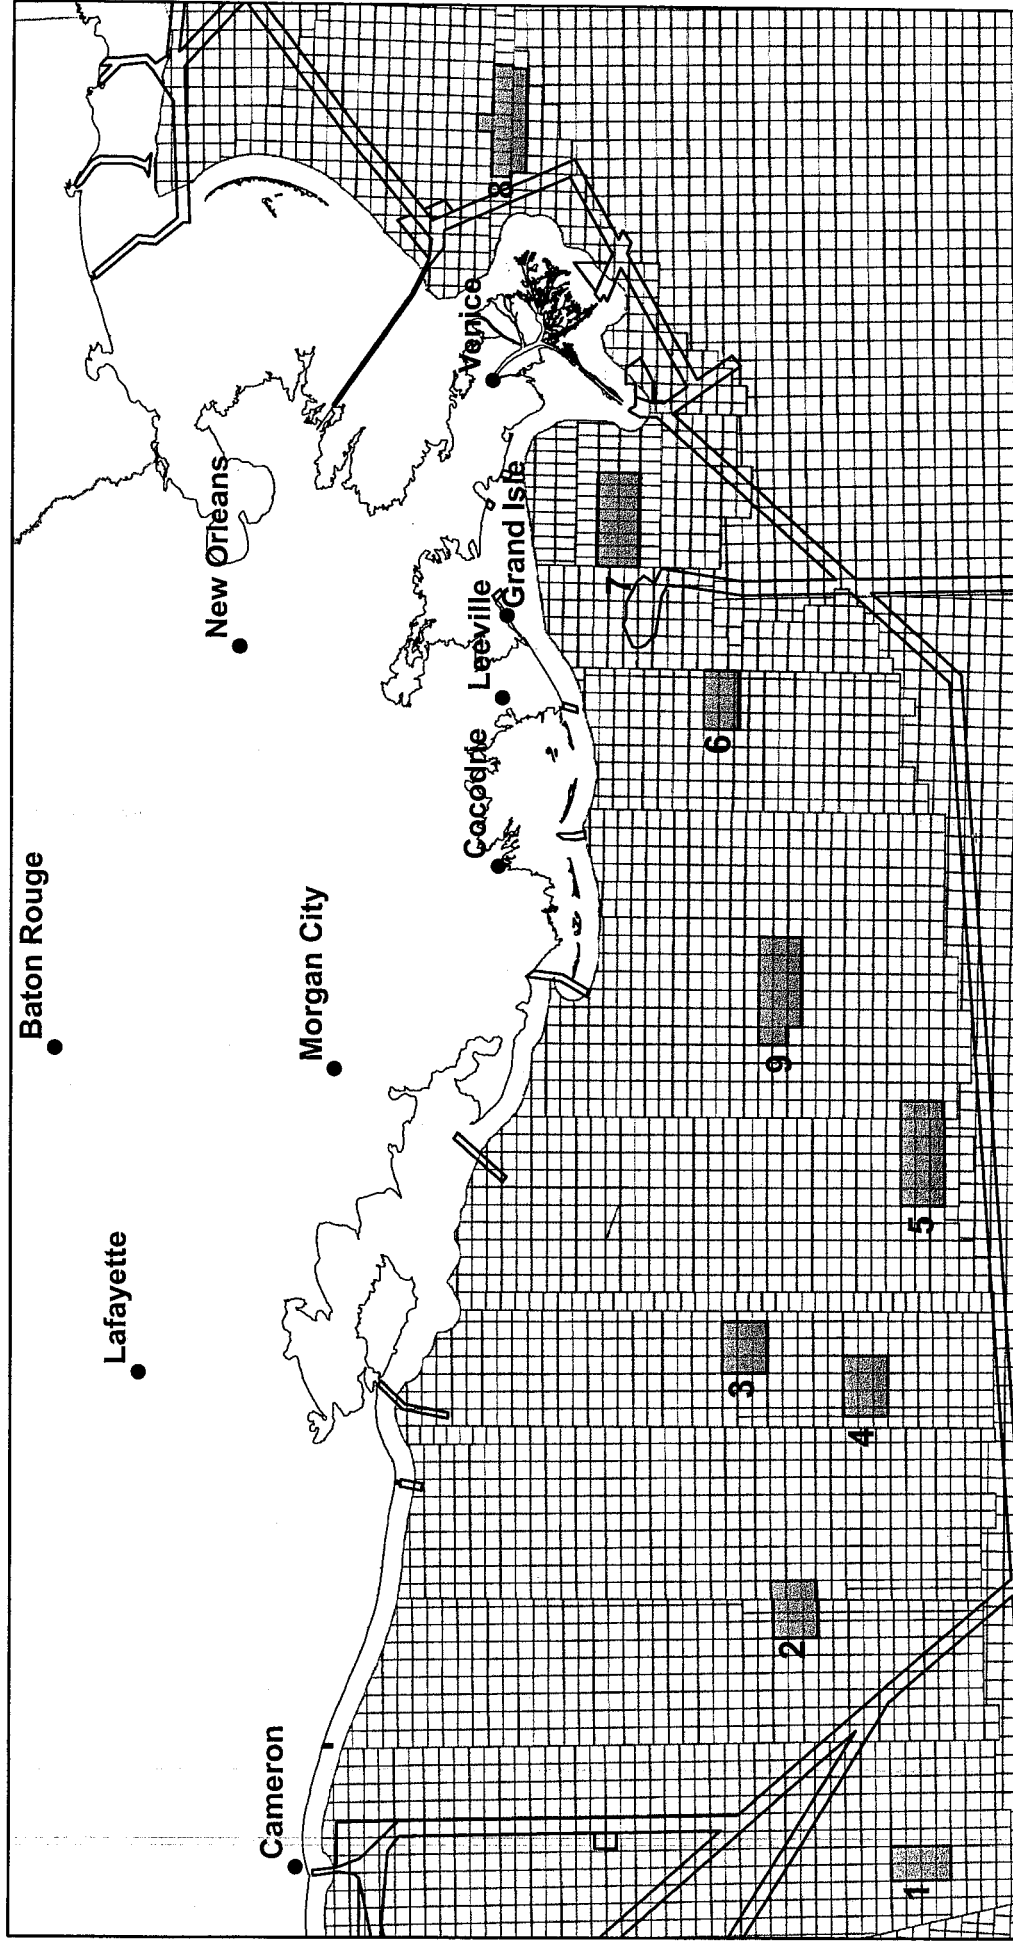 Baton Rouge
Lafayette
New Orleans
Morgan City
Cameron
Venice
Grand Isle
Leeville
Cocodrie
8
7
6
9
5
3
4
2
1